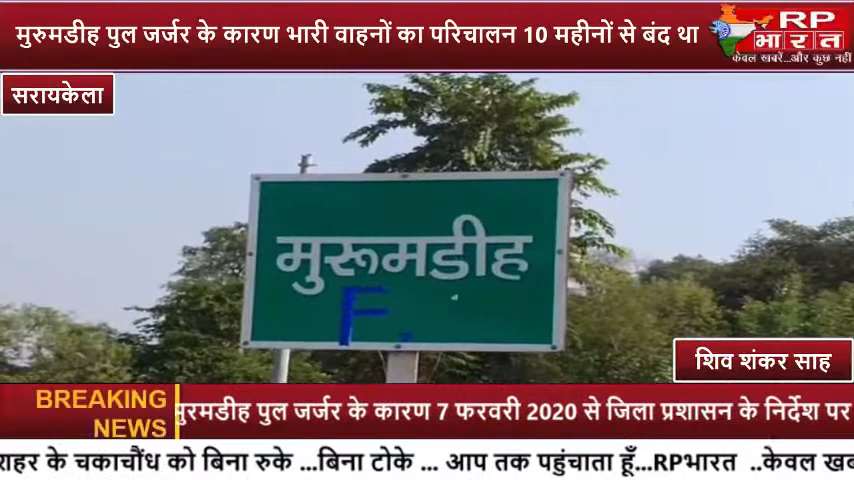 मुरुमडीह पुल जर्जर के कारण भारी वाहनों का परिचालन 10 महीनों से बंद था
RP
भारत
केवल खबरें...और कुछ नहीं
सरायकेला
मुरूमडीह
F
शिव शंकर साह
BREAKING
NEWS
मुरमडीह पुल जर्जर के कारण 7 फरवरी 2020 से जिला प्रशासन के निर्देश पर
के चकाचौंध को बिना रुके ...बिना टोके ... आप तक पहुंचाता हूँ...RPभारत ..केवल